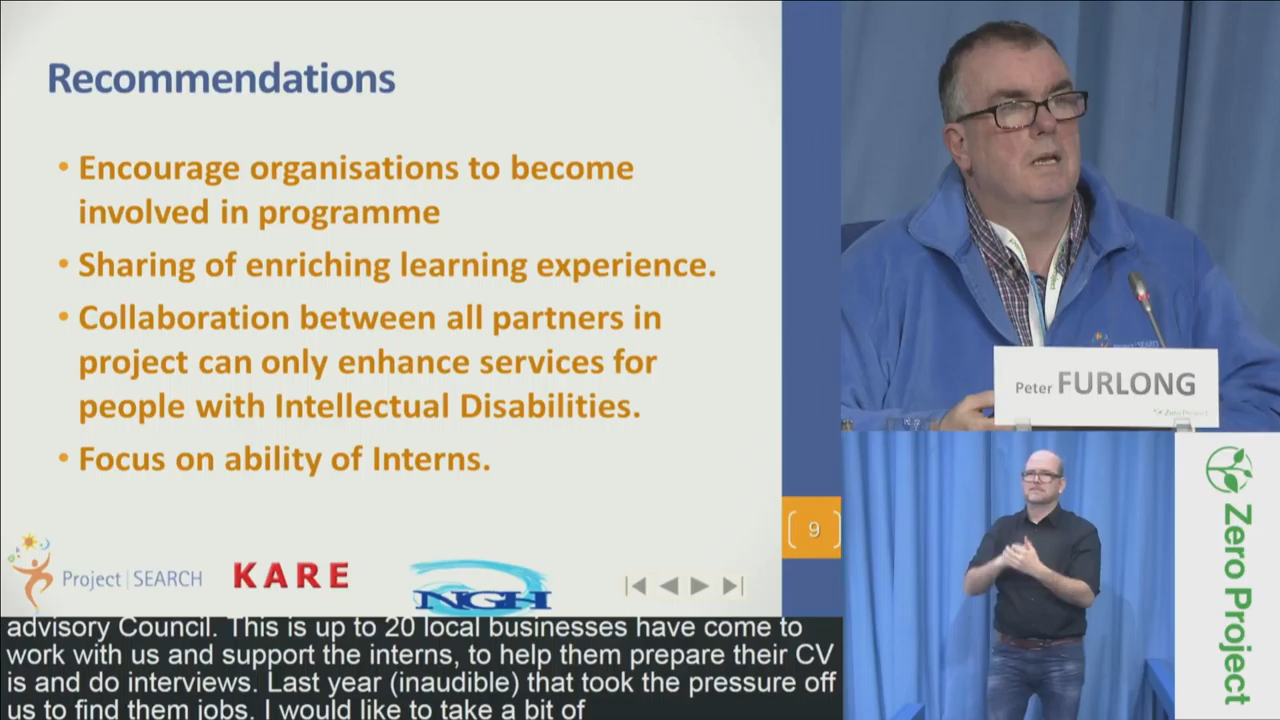 Recommendations
• Encourage organisations to become
involved in programme
• Sharing of enriching learning experience.
• Collaboration between all partners in
project can only enhance services for
people with Intellectual Disabilities.
• Focus on ability of Interns.
9
Project | SEARCH
KARE
NGH
advisory Council. This is up to 20 local businesses have come to
work with us and support the interns, to help them prepare their CV
is and do interviews. Last year (inaudible) that took the pressure off
us to find them jobs. I would like to take a bit of
Peter FURLONG
Zero Project
Zero Project